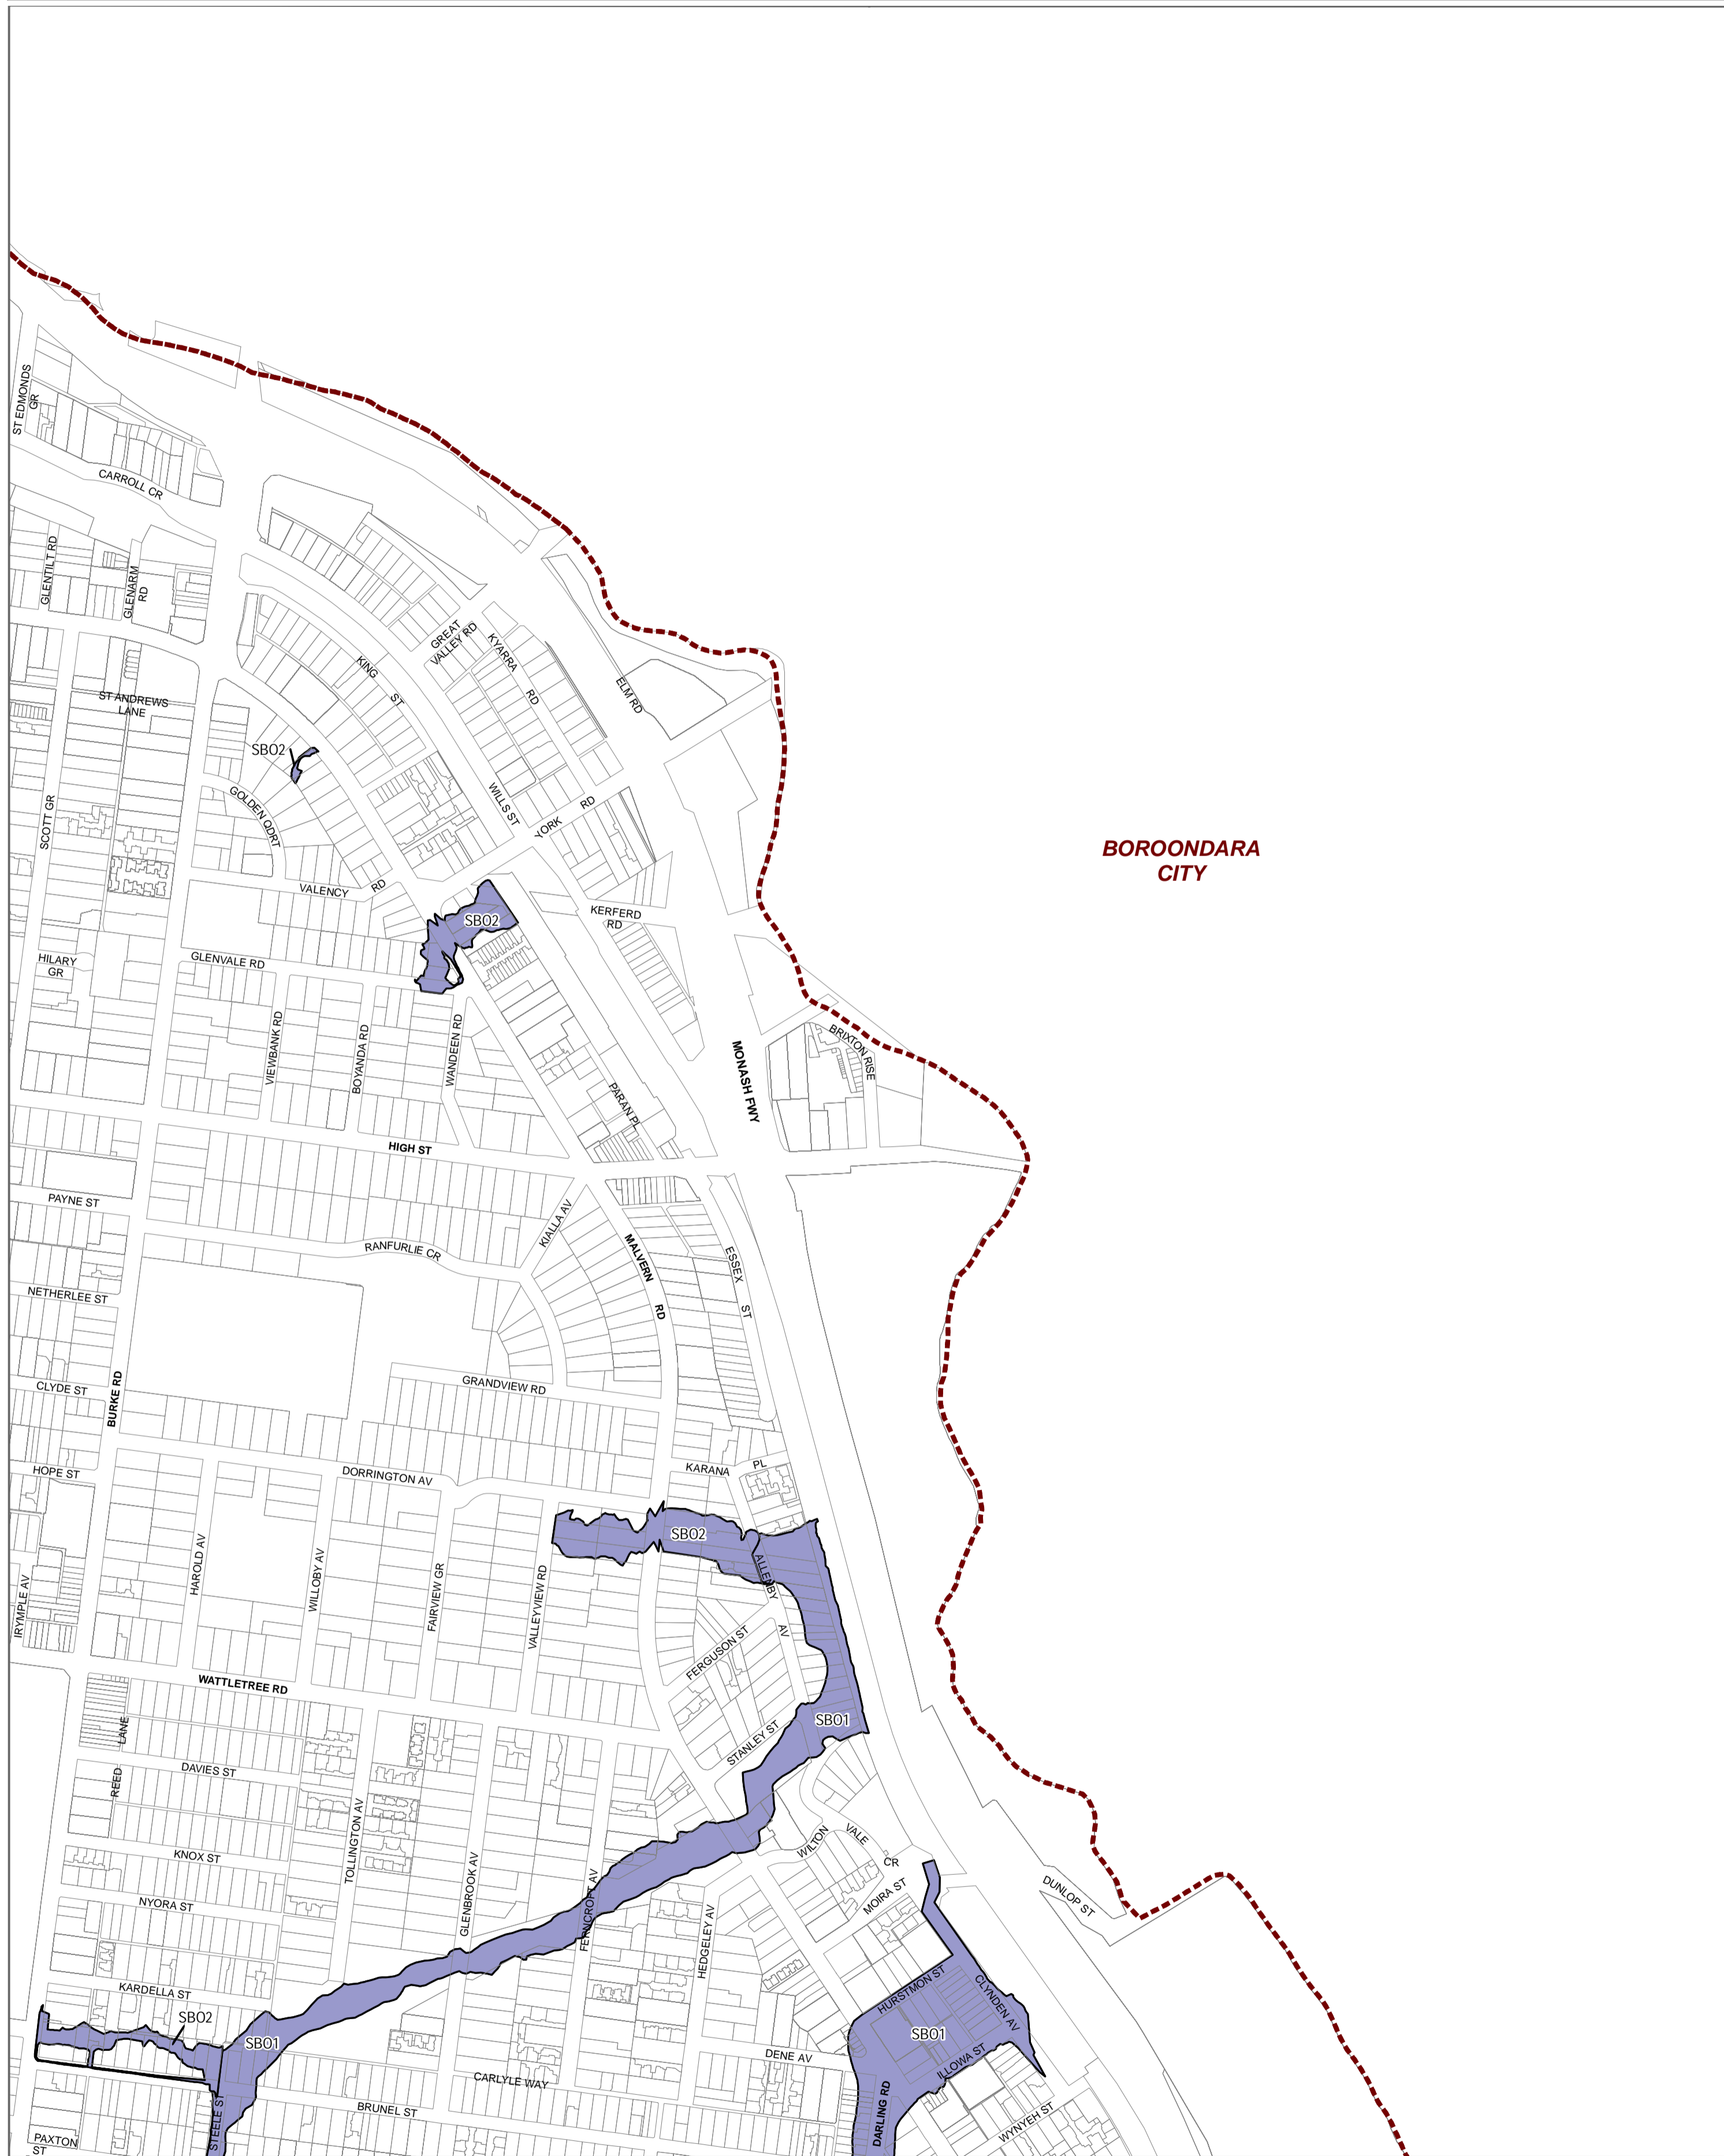 ST EDMONDS
GR
CARROLL CR
GLENTILT RD
GLENARM
RD
GREAT
VALLEY RD
KYARRA
RD
KING
ST
ELM RD
ST ANDREWS
LANE
SBO2
WILLS ST
YORK
RD
GOLDEN QDRT
SCOTT GR
BOROONDARA
CITY
VALENCY
RD
SBO2
KERFERD
RD
HILARY
GR
GLENVALE RD
VIEWBANK RD
BOYANDA RD
WANDEEN RD
MONASH FWY
BRIXTON RISE
PARAN PL
HIGH ST
PAYNE ST
KIALLA AV
RANFURLIE CR
MALVERN
RD
ESSEX
ST
NETHERLEE ST
CLYDE ST
BURKE RD
GRANDVIEW RD
HOPE ST
DORRINGTON AV
KARANA
PL
SBO2
ALLENBY
AV
IRYMPLE AV
HAROLD AV
WILLOBY AV
FAIRVIEW GR
VALLEYVIEW RD
FERGUSON ST
WATTLETREE RD
SBO1
STANLEY ST
REED
LANE
DAVIES ST
TOLLINGTON AV
KNOX ST
WILTON
VALE
CR
GLENBROOK AV
FERNCROFT AV
HEDGELEY AV
MOIRA ST
DUNLOP ST
NYORA ST
KARDELLA ST
HURSTMON ST
CLYNDEN AV
SBO2
SBO1
SBO1
DENE AV
ILLOWA ST
CARLYLE WAY
BRUNEL ST
STEELE ST
DARLING RD
WYNYEH ST
PAXTON
ST